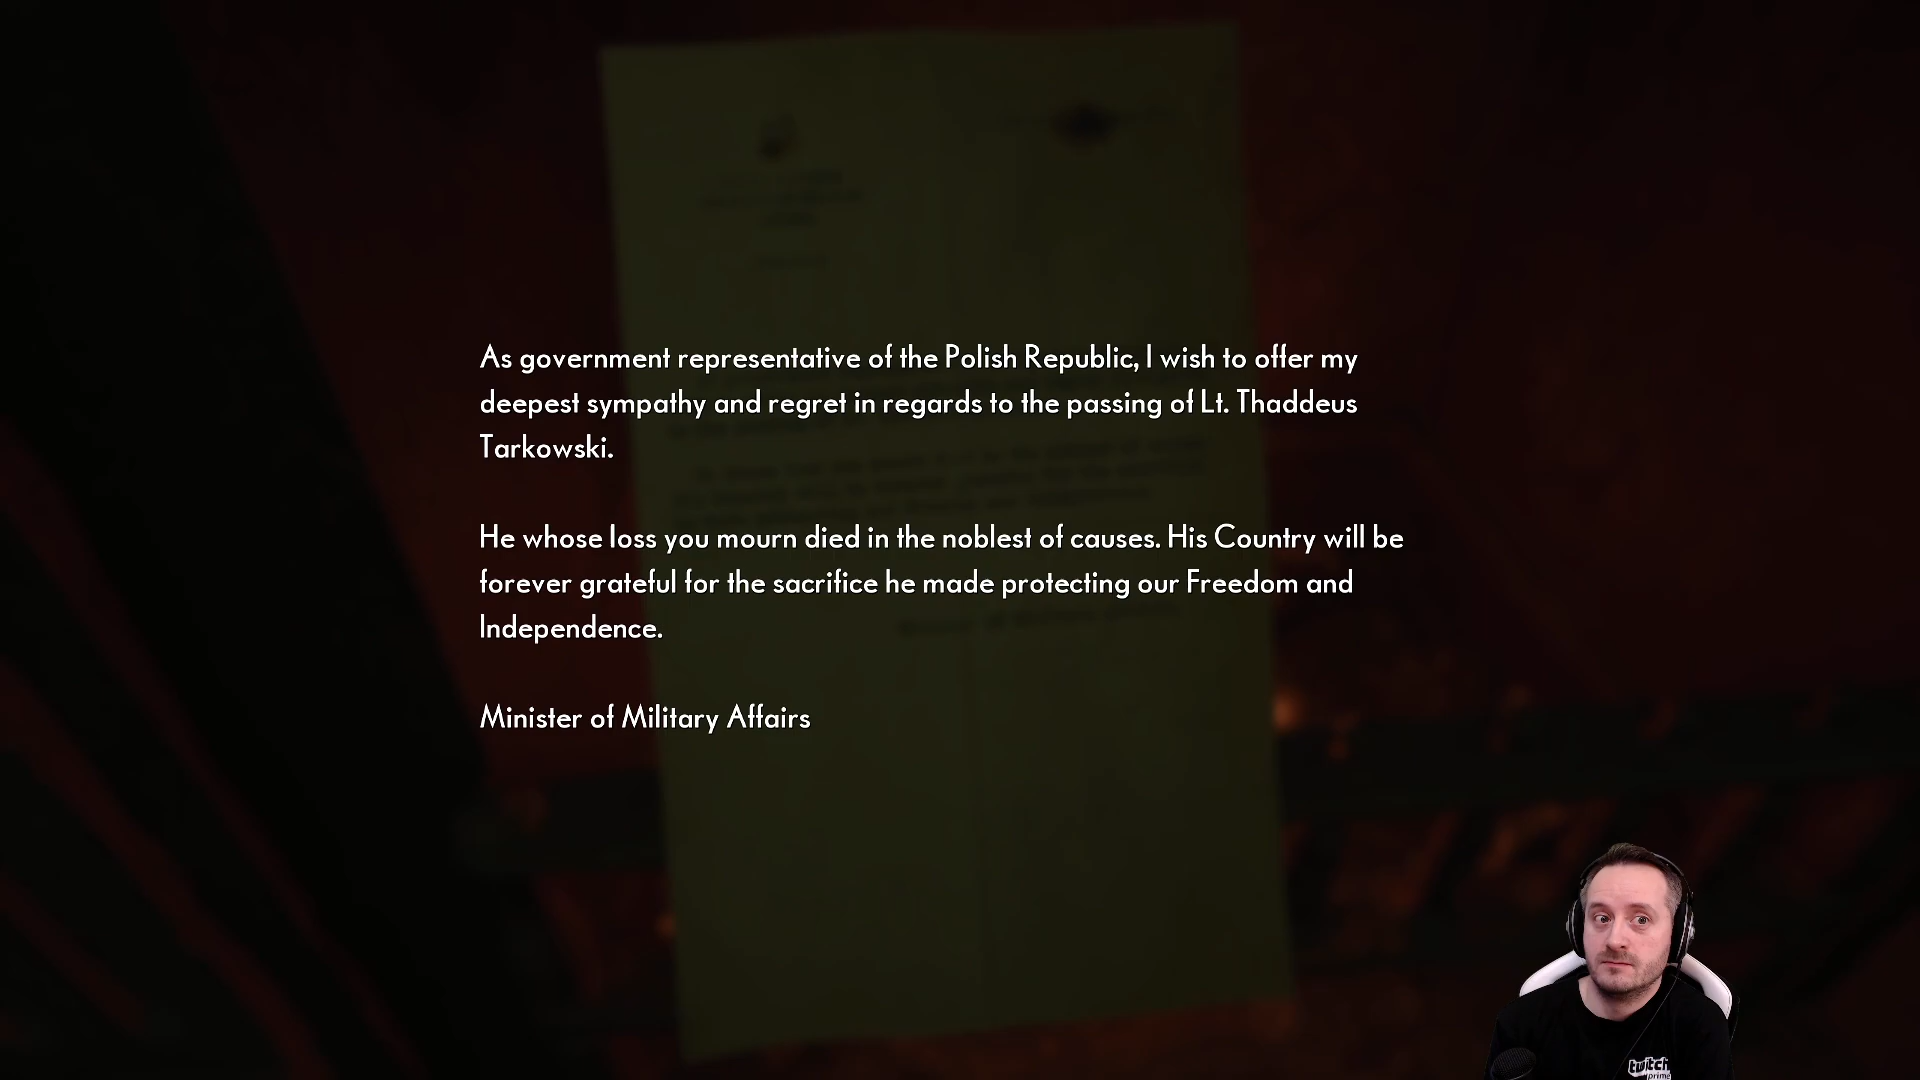 As government representative of the Polish Republic, I wish to offer my
deepest sympathy and regret in regards to the passing of Lt. Thaddeus
Tarkowski.
He whose loss you mourn died in the noblest of causes. His Country will be
forever grateful for the sacrifice he made protecting our Freedom and
Independence.
Minister of Military Affairs
twitch
prime